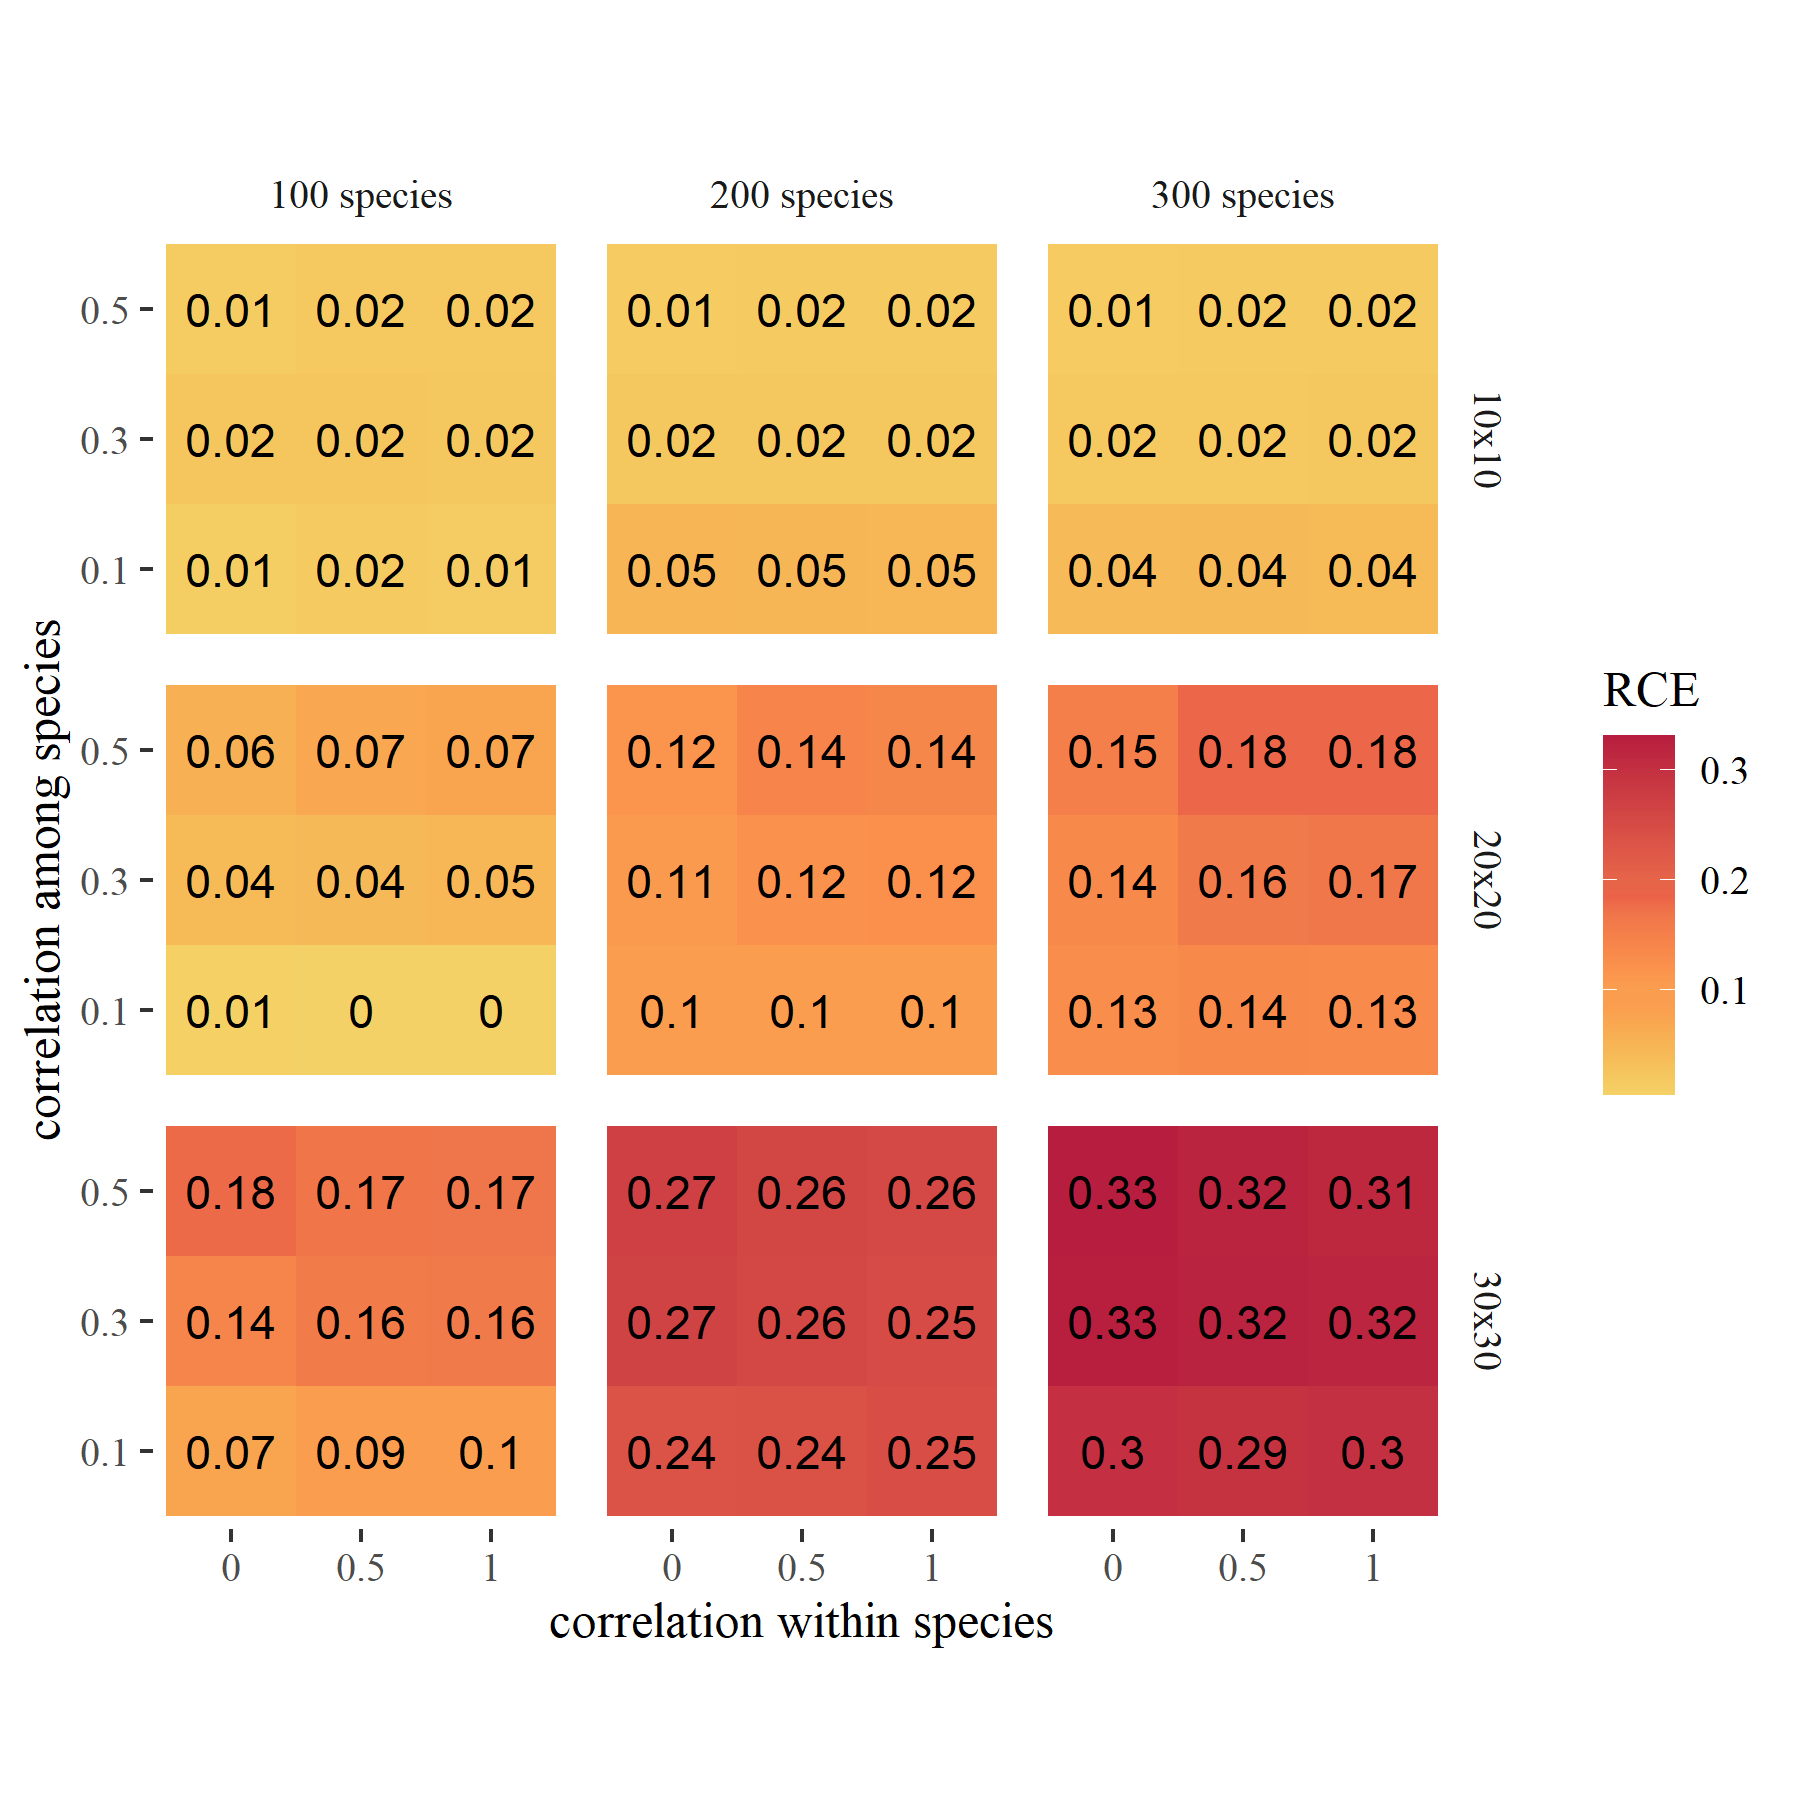 100 species 200 species 300 species
0.5 0.01 0.02 0.02 0.01 0.02 0.02 0.01 0.02 0.02
0.3 0.02 0.02 0.02 0.02 0.02 0.02 0.02 0.02 0.02
10x10
0.1 0.01 0.02 0.01 0.05 0.05 0.05 0.04 0.04 0.04
correlation among species
RCE
0.3
0.2
0.1
0.5 0.06 0.07 0.07 0.12 0.14 0.14 0.15 0.18 0.18
0.3 0.04 0.04 0.05 0.11 0.12 0.12 0.14 0.16 0.17
20x20
0.1 0.01 0 0 0.1 0.1 0.1 0.13 0.14 0.13
0.5 0.18 0.17 0.17 0.27 0.26 0.26 0.33 0.32 0.31
0.3 0.14 0.16 0.16 0.27 0.26 0.25 0.33 0.32 0.32
30x30
0.1 0.07 0.09 0.1 0.24 0.24 0.25 0.3 0.29 0.3
0 0.5 1 0 0.5 1 0 0.5 1
correlation within species